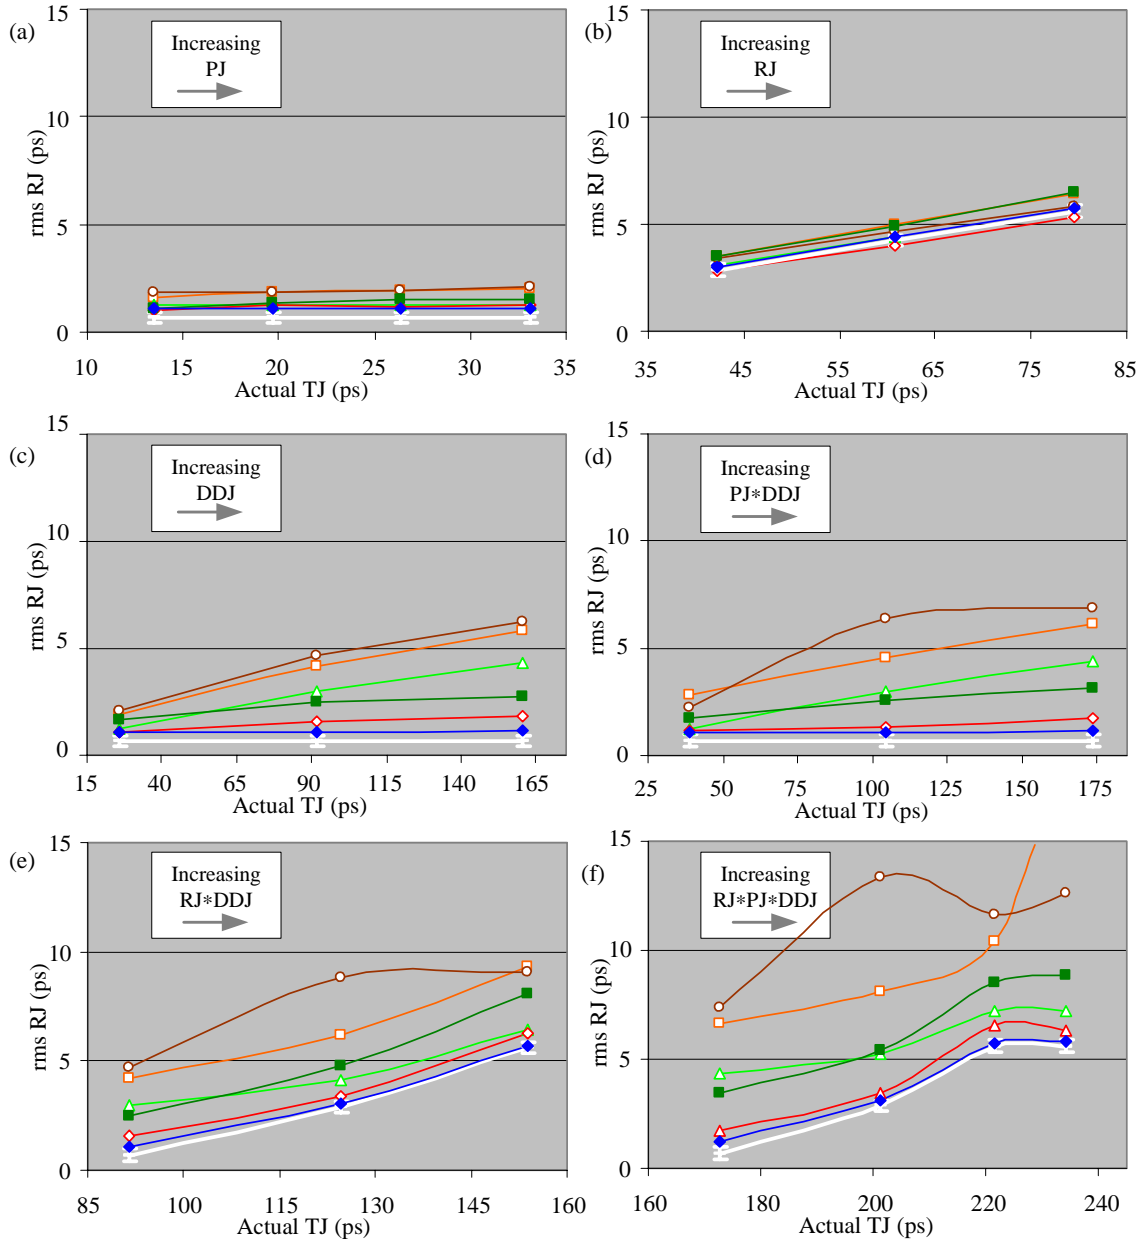 (a)
Increasing
PJ
rms RJ (ps)
15
10
5
0
10 15 20 25 30 35
Actual TJ (ps)
(b)
Increasing
RJ
rms RJ (ps)
15
10
5
0
35 45 55 65 75 85
Actual TJ (ps)
(c)
Increasing
DDJ
rms RJ (ps)
15
10
5
0
15 40 65 90 115 140 165
Actual TJ (ps)
(d)
Increasing
PJ*DDJ
rms RJ (ps)
15
10
5
0
25 50 75 100 125 150 175
Actual TJ (ps)
(e)
Increasing
RJ*DDJ
rms RJ (ps)
15
10
5
0
85 100 115 130 145 160
Actual TJ (ps)
(f)
Increasing
RJ*PJ*DDJ
rms RJ (ps)
15
10
5
0
160 180 200 220 240
Actual TJ (ps)